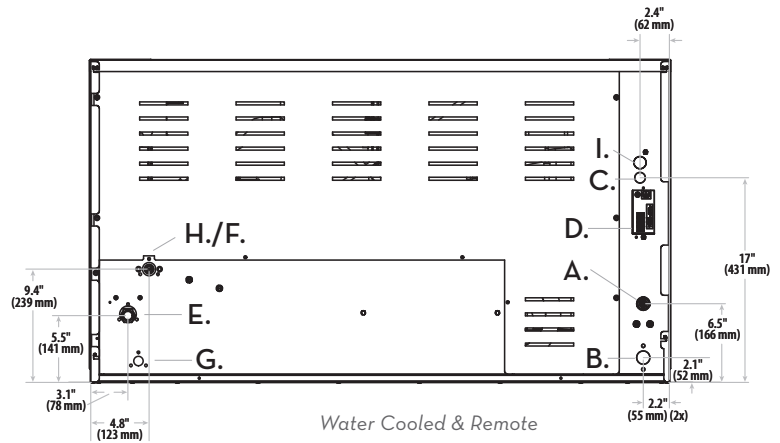 2.4"
(62 mm)
I.
C.
D.
H./F.
17"
(431 mm)
A.
9.4"
(239 mm)
E.
6.5"
(166 mm)
5.5"
(141 mm)
G.
B.
2.1"
(52 mm)
3.1"
(78 mm)
2.2"
(55 mm) (2x)
4.8"
(123 mm)
Water Cooled & Remote